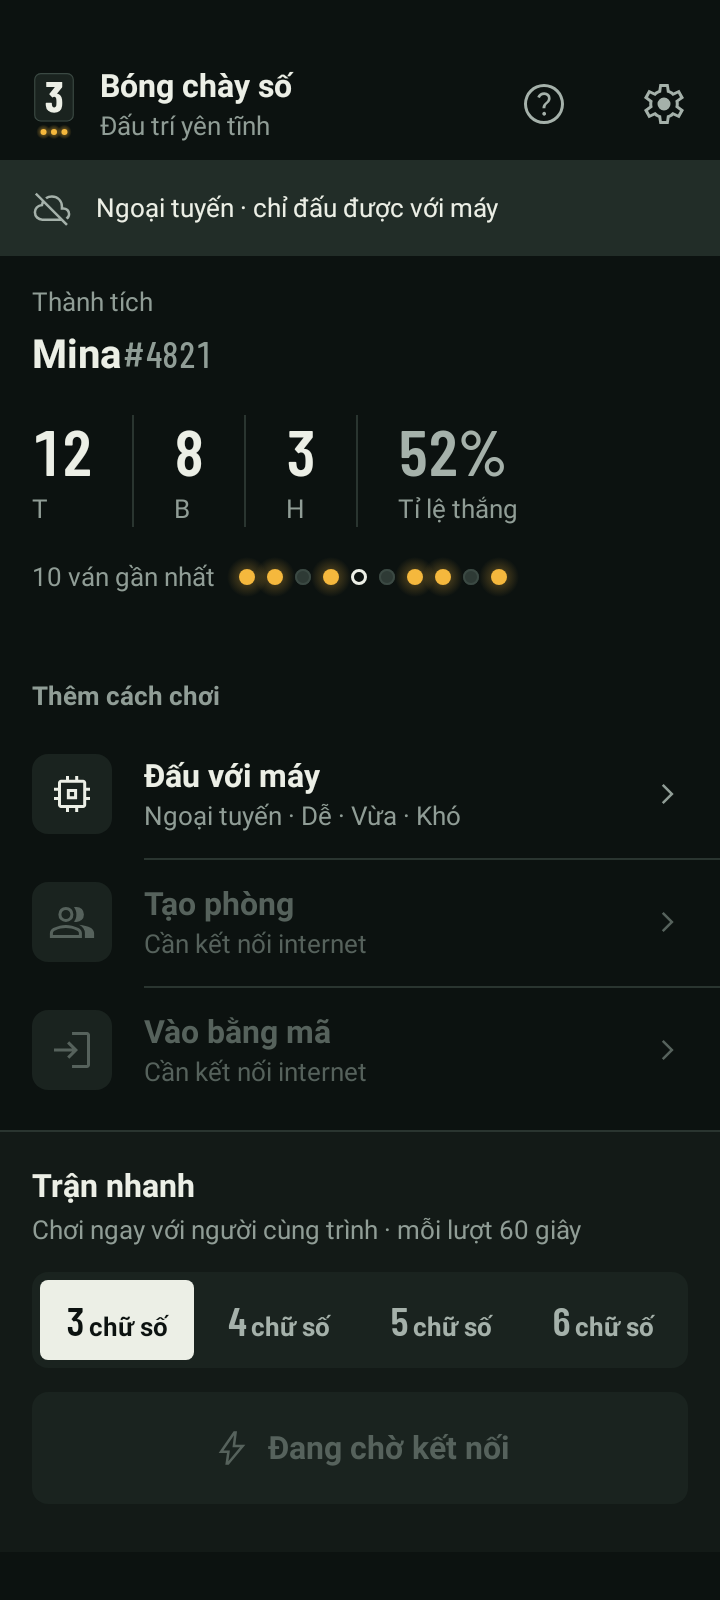 3
Bóng chày số
Đấu trí yên tĩnh
Ngoại tuyến · chỉ đấu được với máy
Thành tích
Mina#4821
12 8 3 52%
T B H Tỉ lệ thắng
10 ván gần nhất
Thêm cách chơi
Đấu với máy
Ngoại tuyến · Dễ · Vừa · Khó
Tạo phòng
Cần kết nối internet
Vào bằng mã
Cần kết nối internet
Trận nhanh
Chơi ngay với người cùng trình · mỗi lượt 60 giây
3 chữ số 4 chữ số 5 chữ số 6 chữ số
Đang chờ kết nối